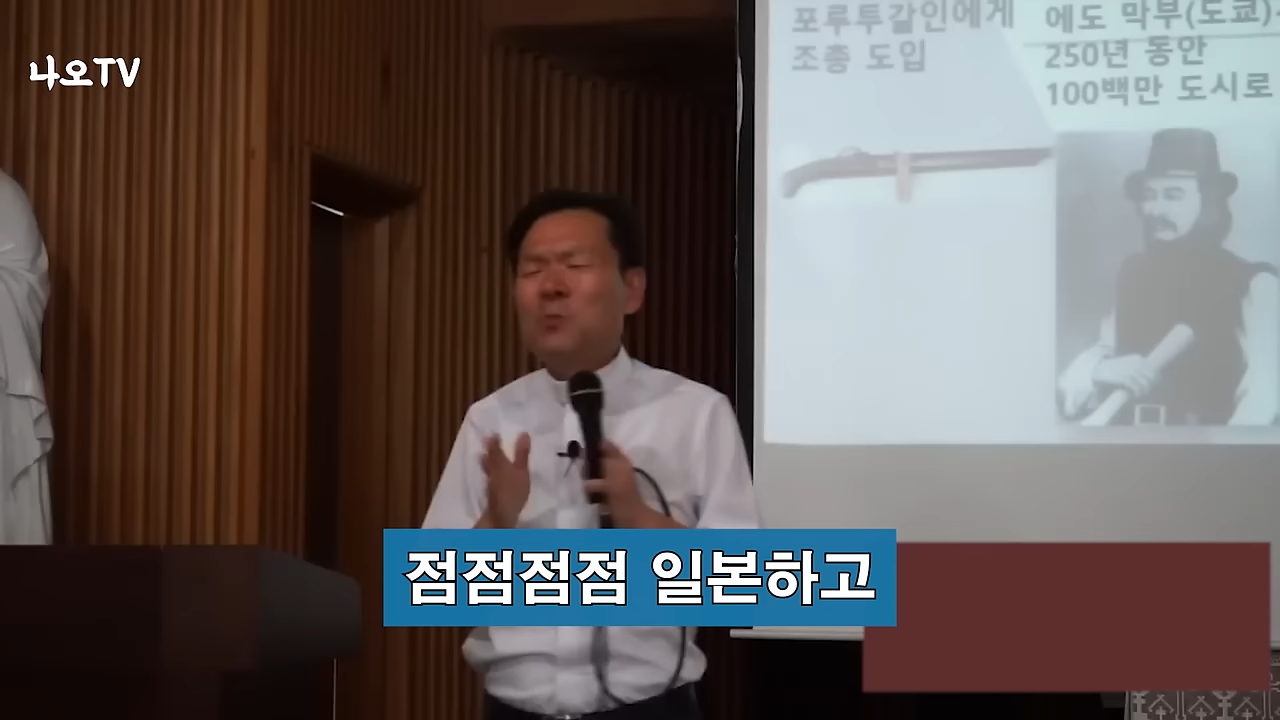 나오TV
포루투갈인에게
조총 도입
에도 막부(도쿄)
250년 동안
100백만 도시로
점점점점 일본하고